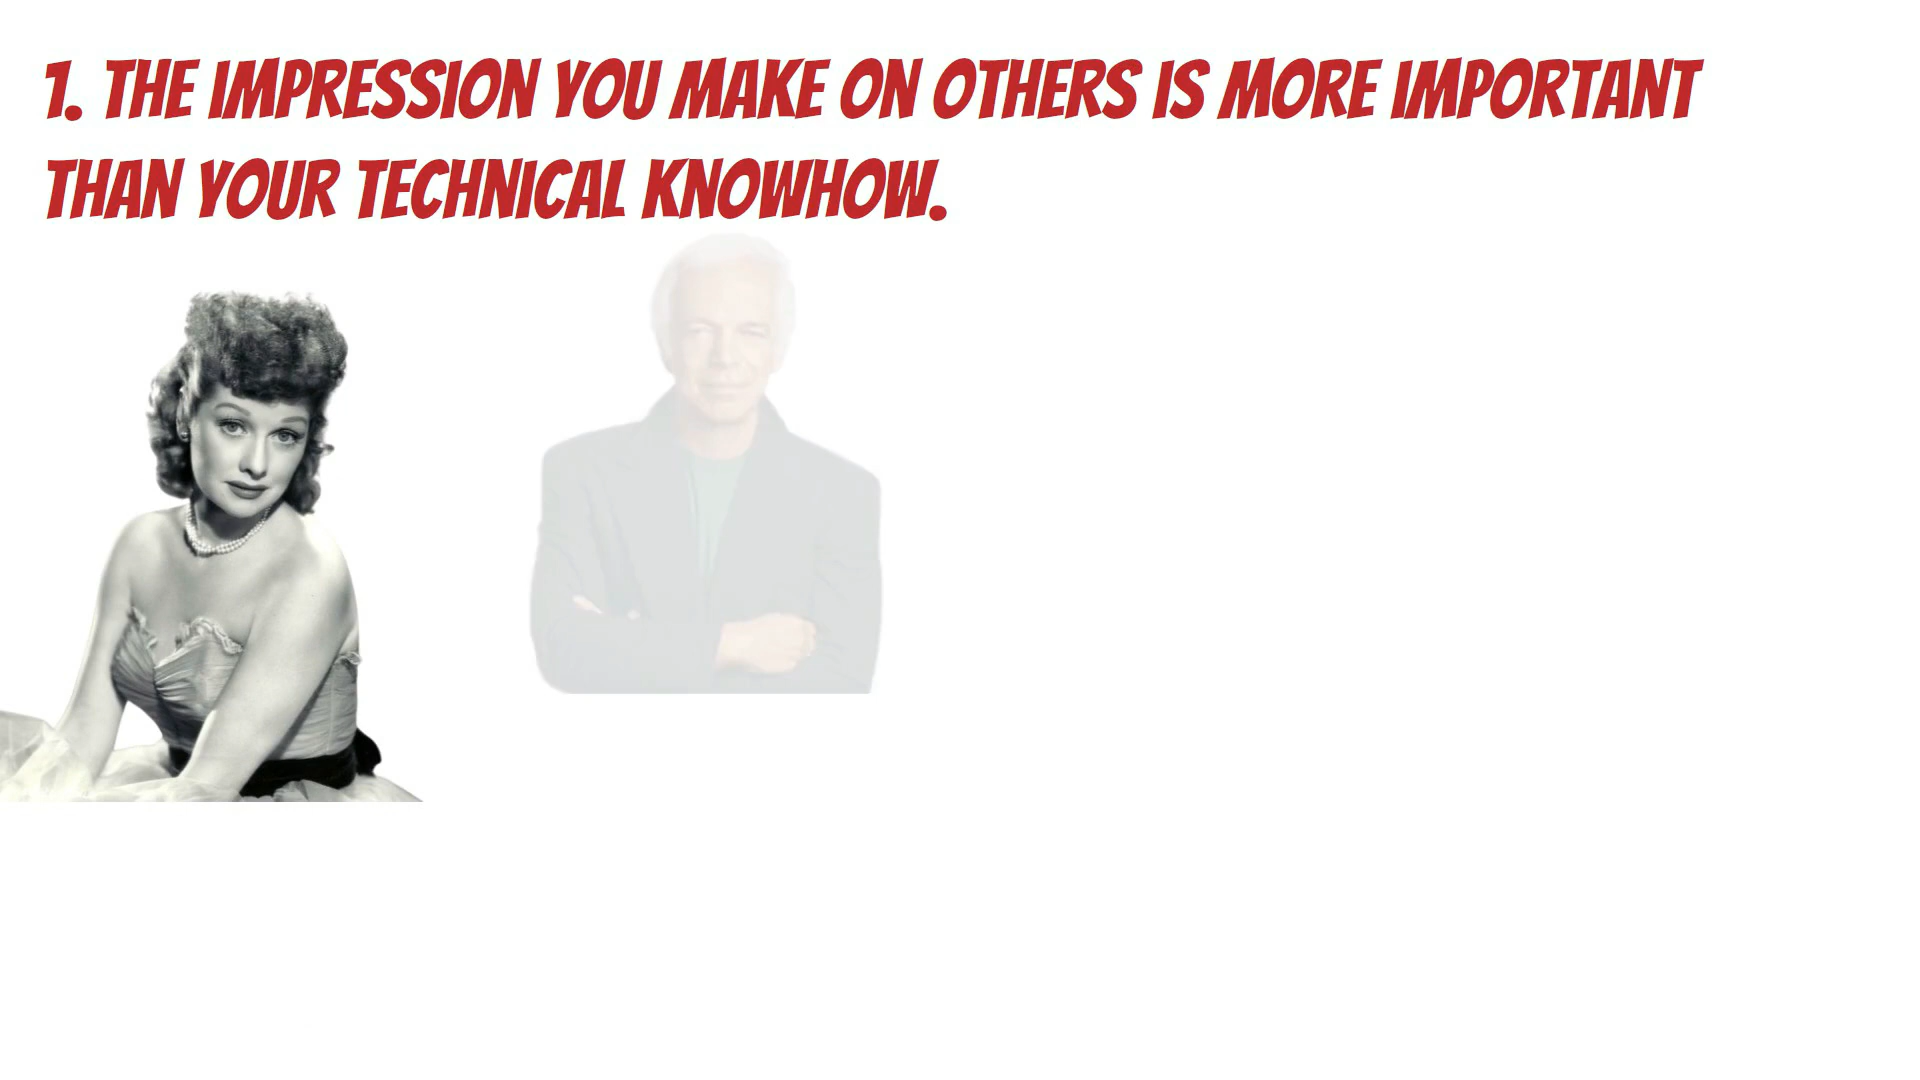 1. THE IMPRESSION YOU MAKE ON OTHERS IS MORE IMPORTANT
THAN YOUR TECHNICAL KNOWHOW.